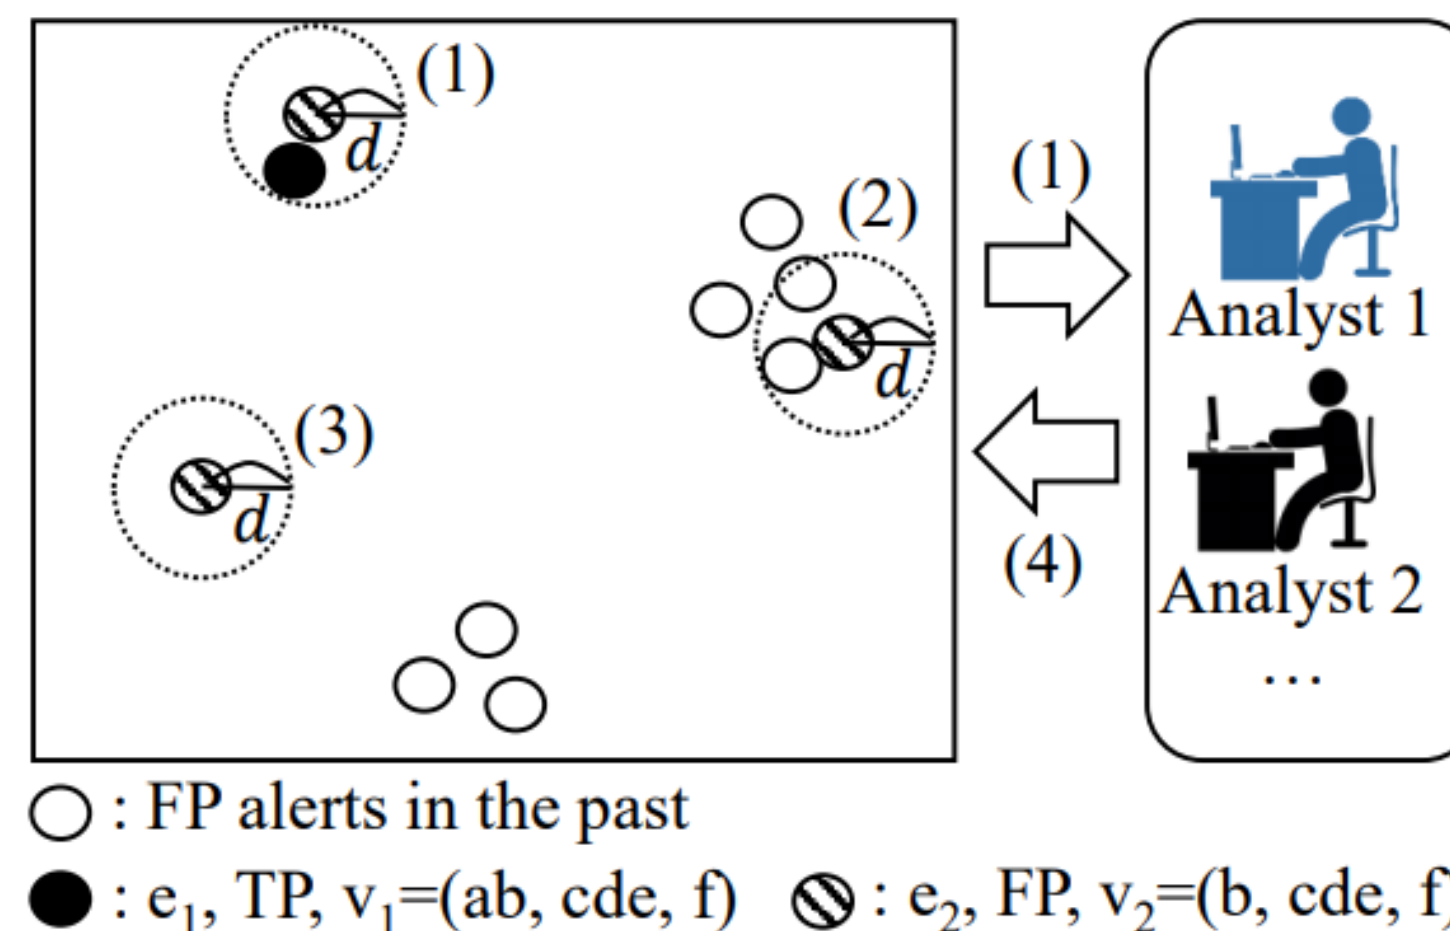 (1)
d
(2)
d
(3)
d
(1)
Analyst 1
(4)
Analyst 2
...
: FP alerts in the past
: e₁, TP, v₁=(ab, cde, f)
: e₂, FP, v₂=(b, cde, f)